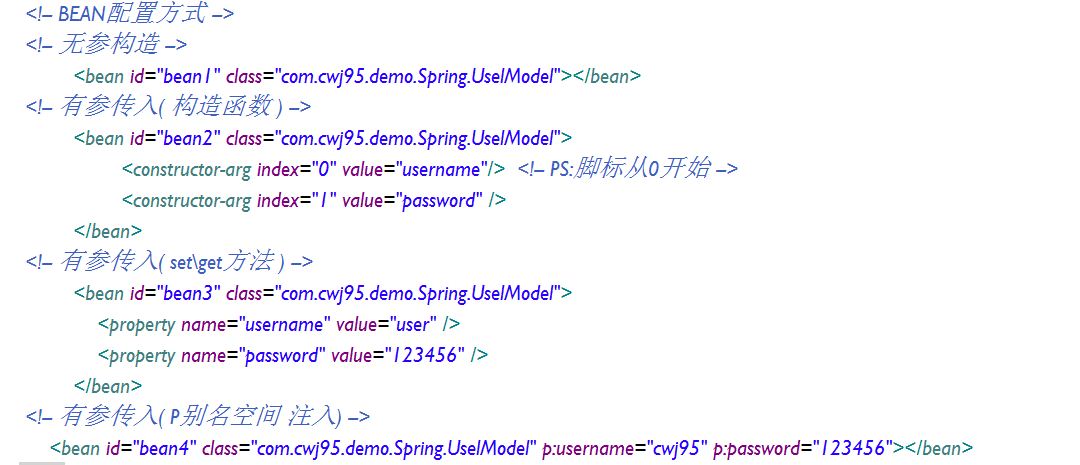 <!– BEAN配置方式 –>
<!– 无参构造 –>
<bean id="bean1" class="com.cwj95.demo.Spring.UselModel"></bean>
<!– 有参传入( 构造函数 ) –>
<bean id="bean2" class="com.cwj95.demo.Spring.UselModel">
<constructor-arg index="0" value="username"/> <!– PS:脚标从0开始 –>
<constructor-arg index="1" value="password" />
</bean>
<!– 有参传入( set\get方法 ) –>
<bean id="bean3" class="com.cwj95.demo.Spring.UselModel">
<property name="username" value="user" />
<property name="password" value="123456" />
</bean>
<!– 有参传入( P别名空间 注入) –>
<bean id="bean4" class="com.cwj95.demo.Spring.UselModel" p:username="cwj95" p:password="123456"></bean>